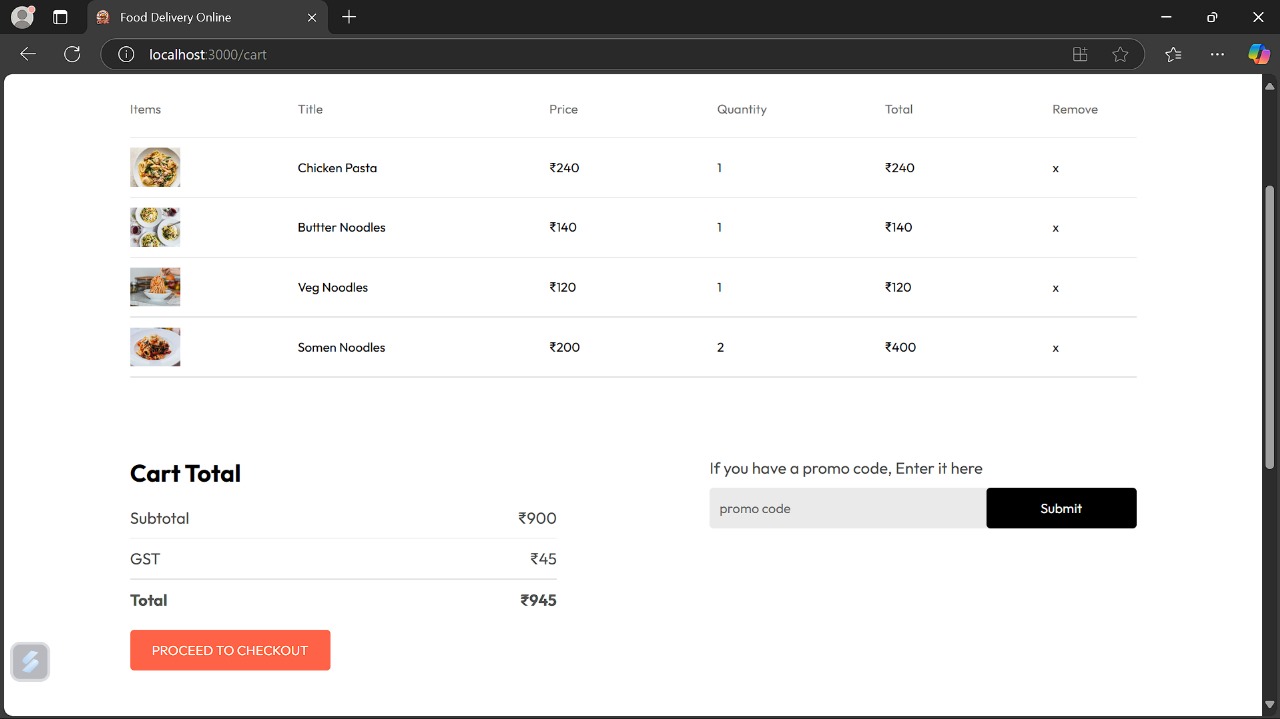 Food Delivery Online
localhost:3000/cart
Items Title Price Quantity Total Remove
Chicken Pasta ₹240 1 ₹240 x
Buttter Noodles ₹140 1 ₹140 x
Veg Noodles ₹120 1 ₹120 x
Somen Noodles ₹200 2 ₹400 x
Cart Total
Subtotal ₹900
GST ₹45
Total ₹945
PROCEED TO CHECKOUT
If you have a promo code, Enter it here
promo code Submit